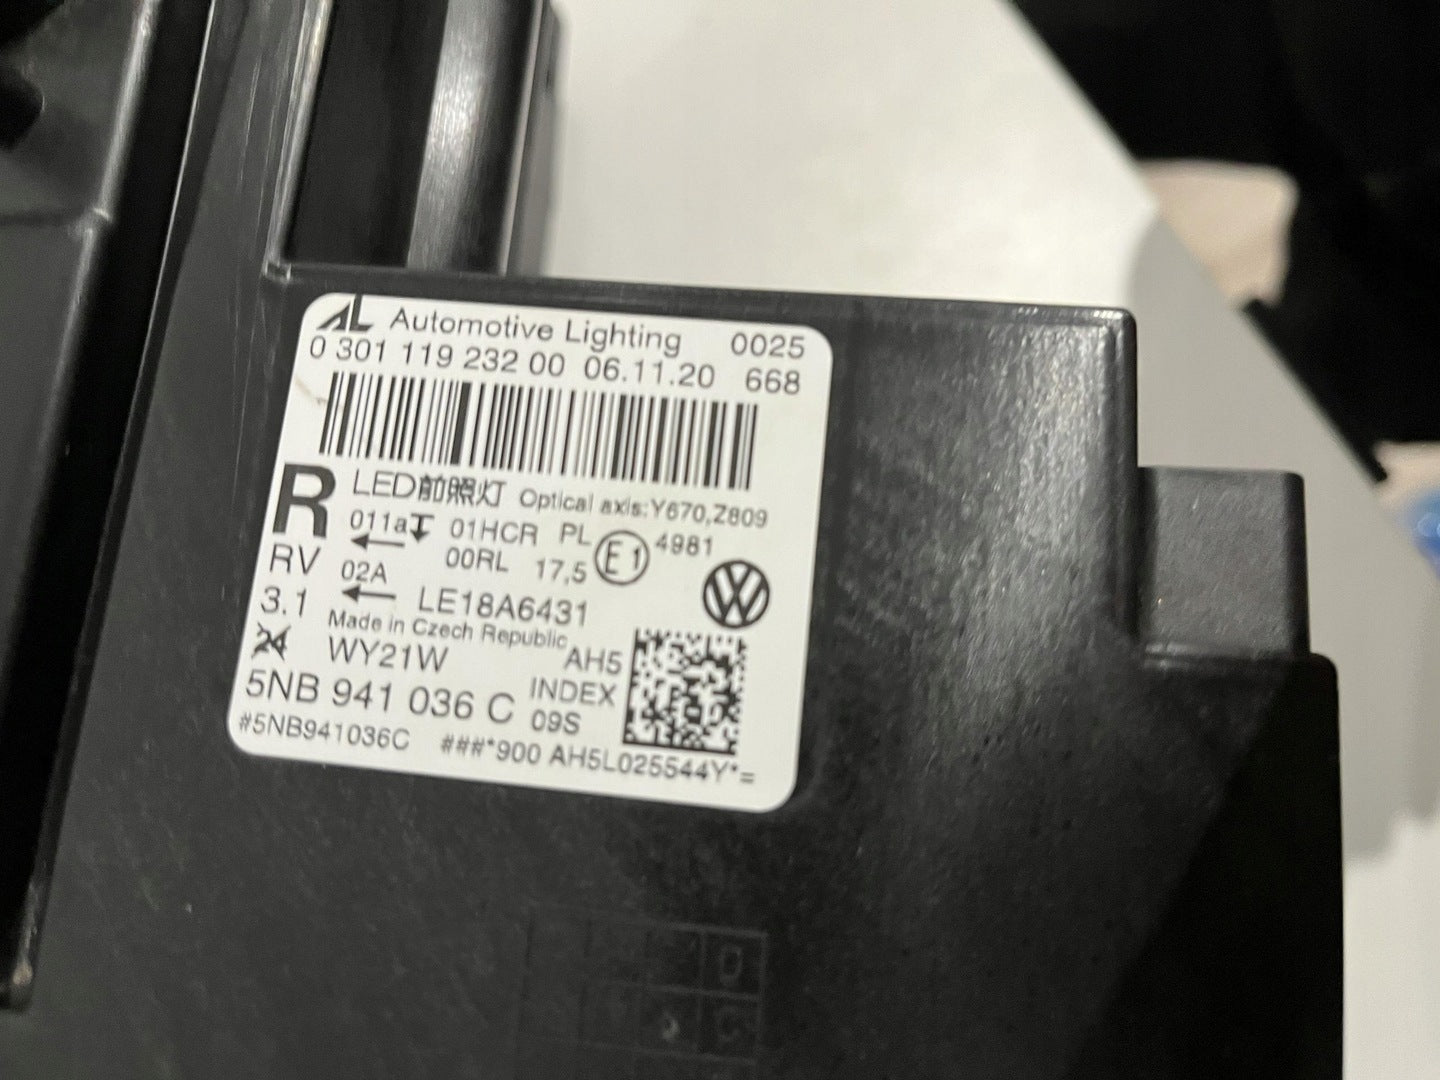 AL Automotive Lighting 0025
0 301 119 232 00 06.11.20 668
R LED前照灯 Optical axis:Y670,Z809
011a 01HCR PL E1 4981
RV 02A 00RL 17,5
3.1 LE18A6431
Made in Czech Republic
24 WY21W AH5
5NB 941 036 C INDEX 09S
#5NB941036C ###*900 AH5L025544Y*=
D
C